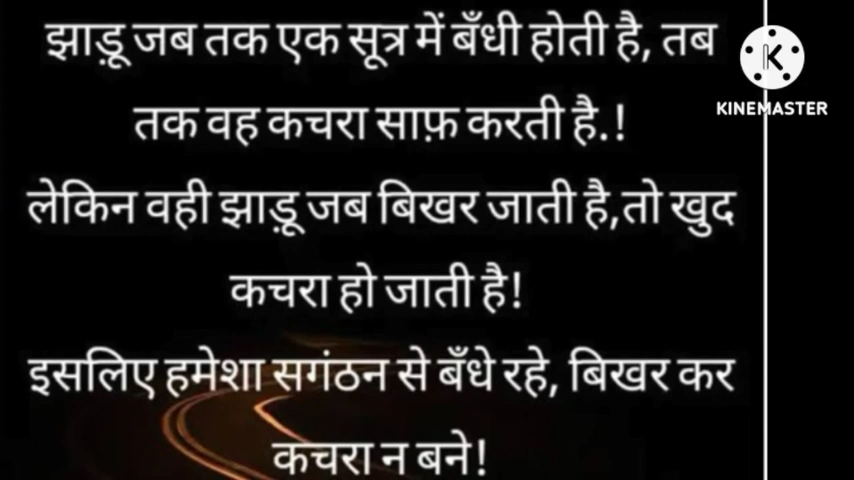 झाड़ू जब तक एक सूत्र में बँधी होती है, तब
तक वह कचरा साफ़ करती है.!
लेकिन वही झाड़ू जब बिखर जाती है,तो खुद
कचरा हो जाती है!
इसलिए हमेशा सगंठन से बँधे रहे, बिखर कर
कचरा न बने!
K
KINEMASTER